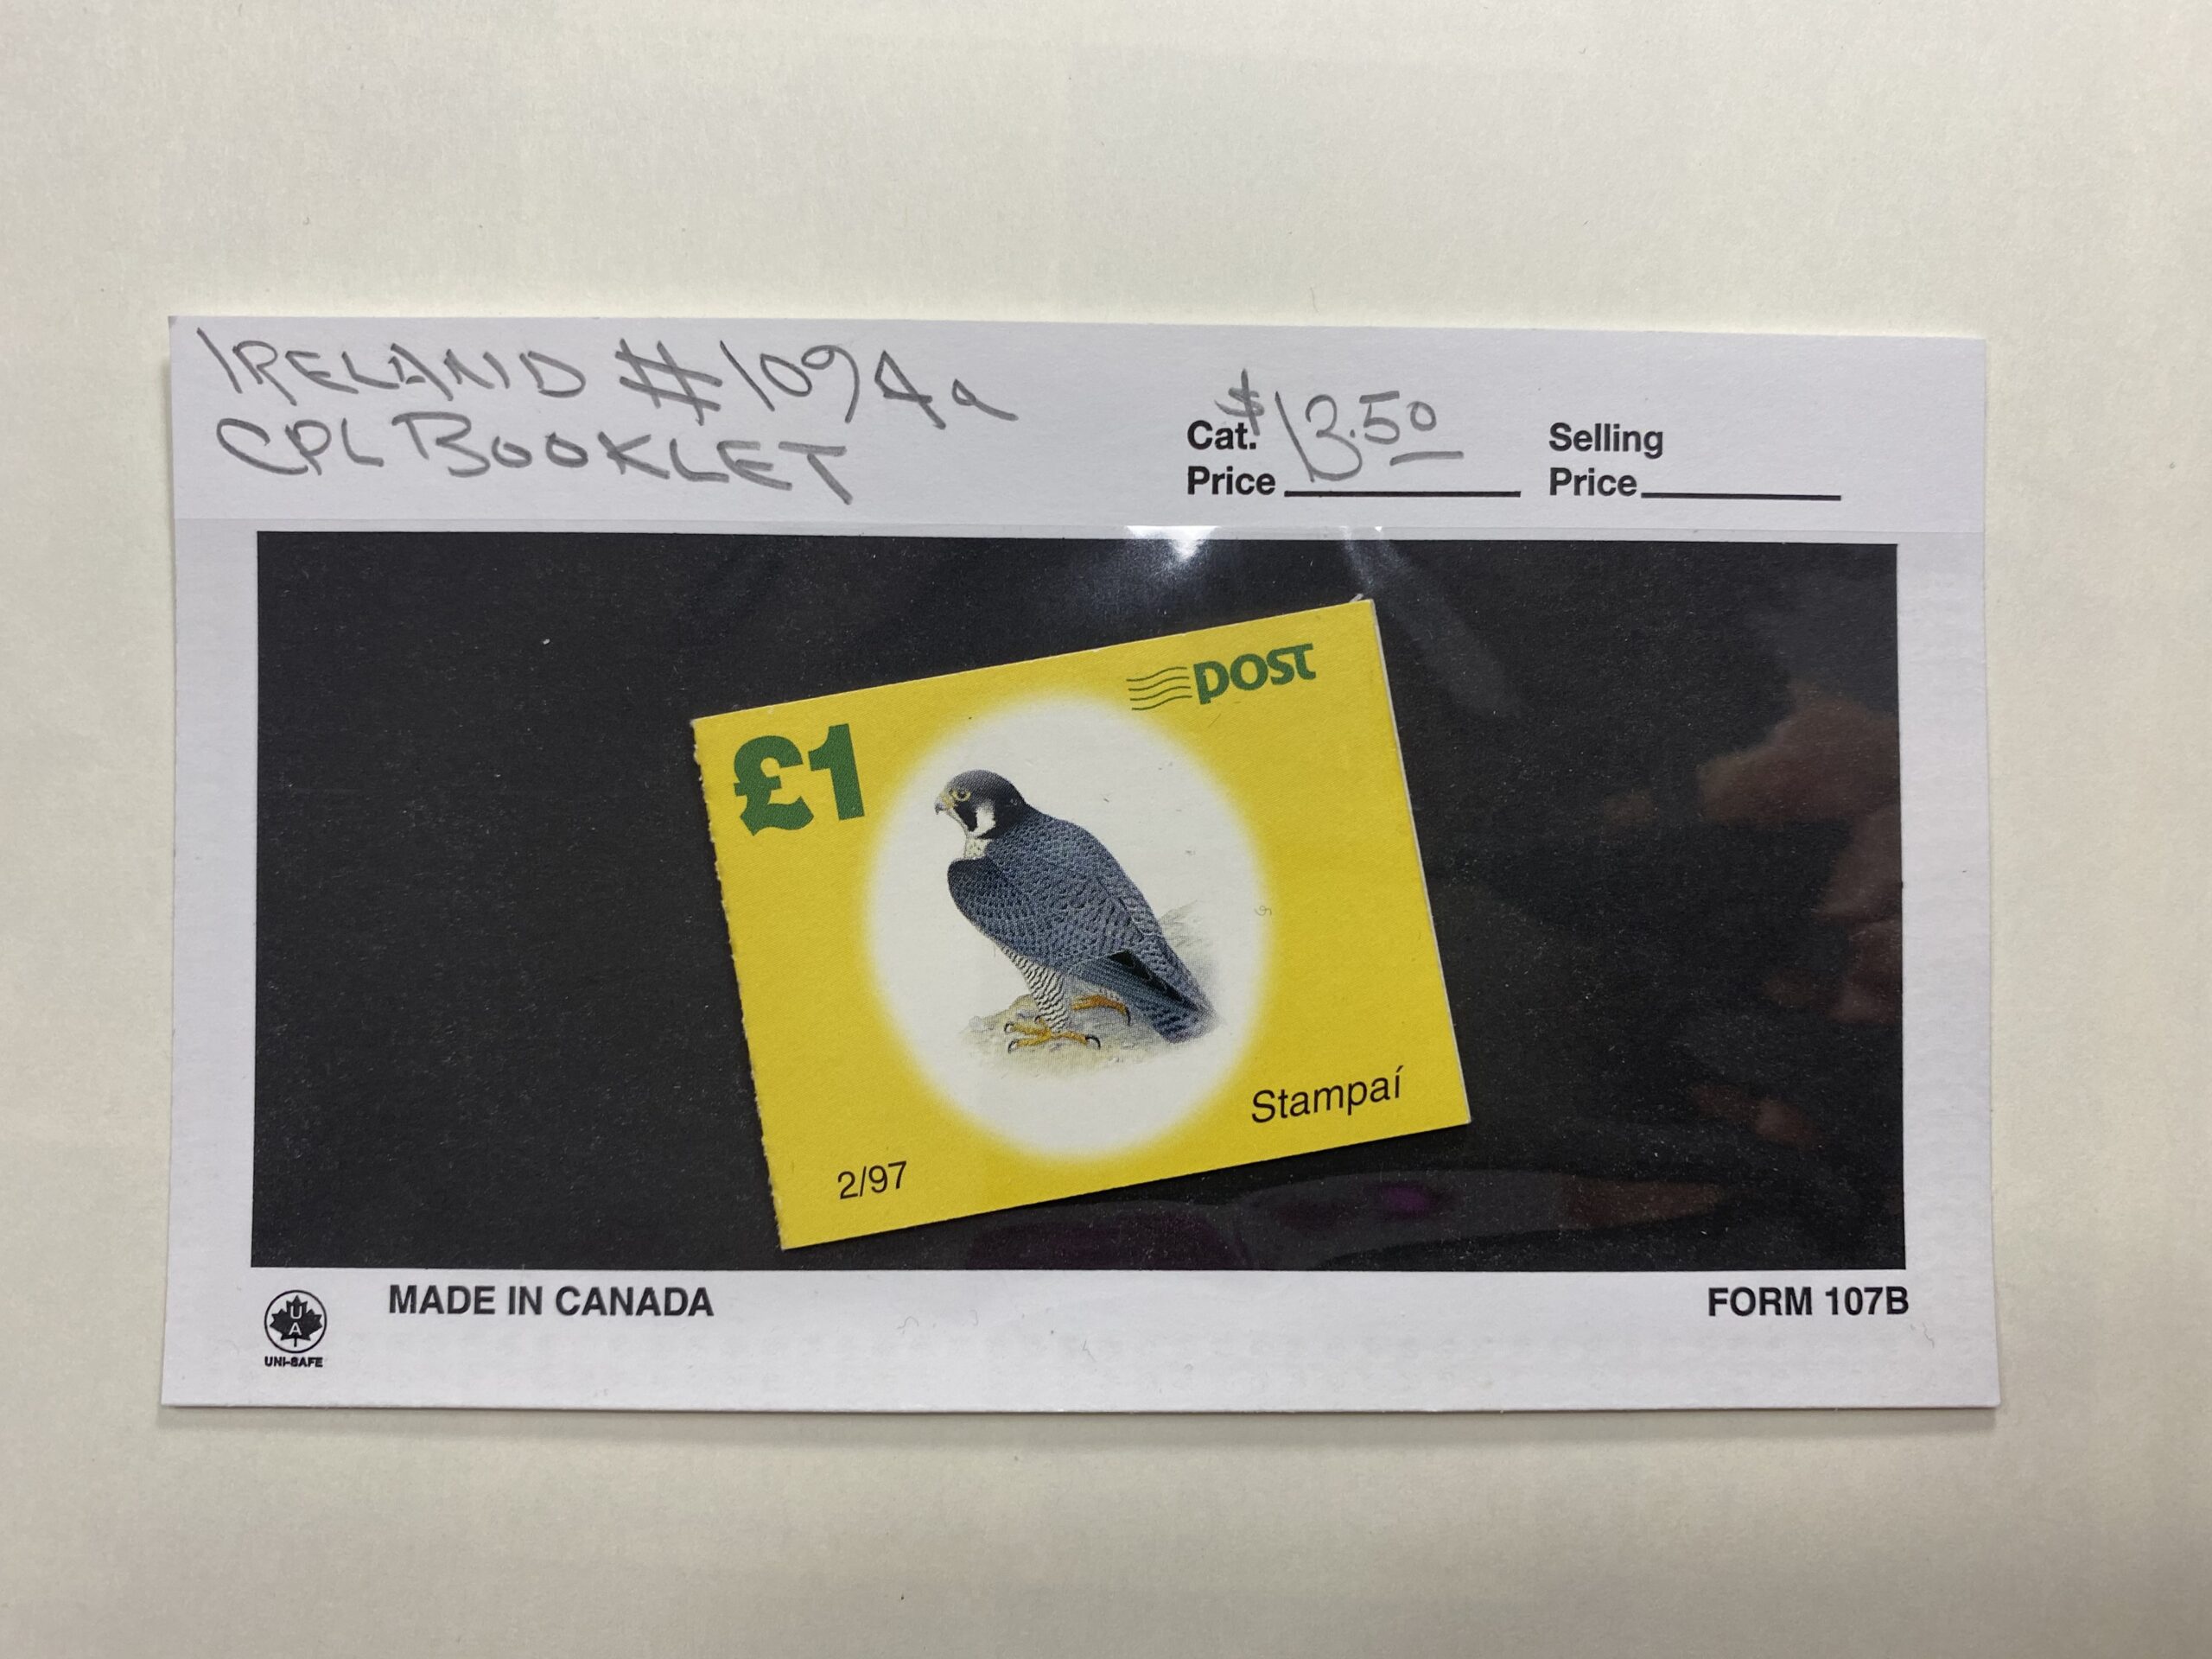 IRELAND #1094a
CPL BOOKLET
Cat. Price $13.50
Selling Price
post
£1
Stampaí
2/97
U
A
UNI-SAFE
MADE IN CANADA
FORM 107B